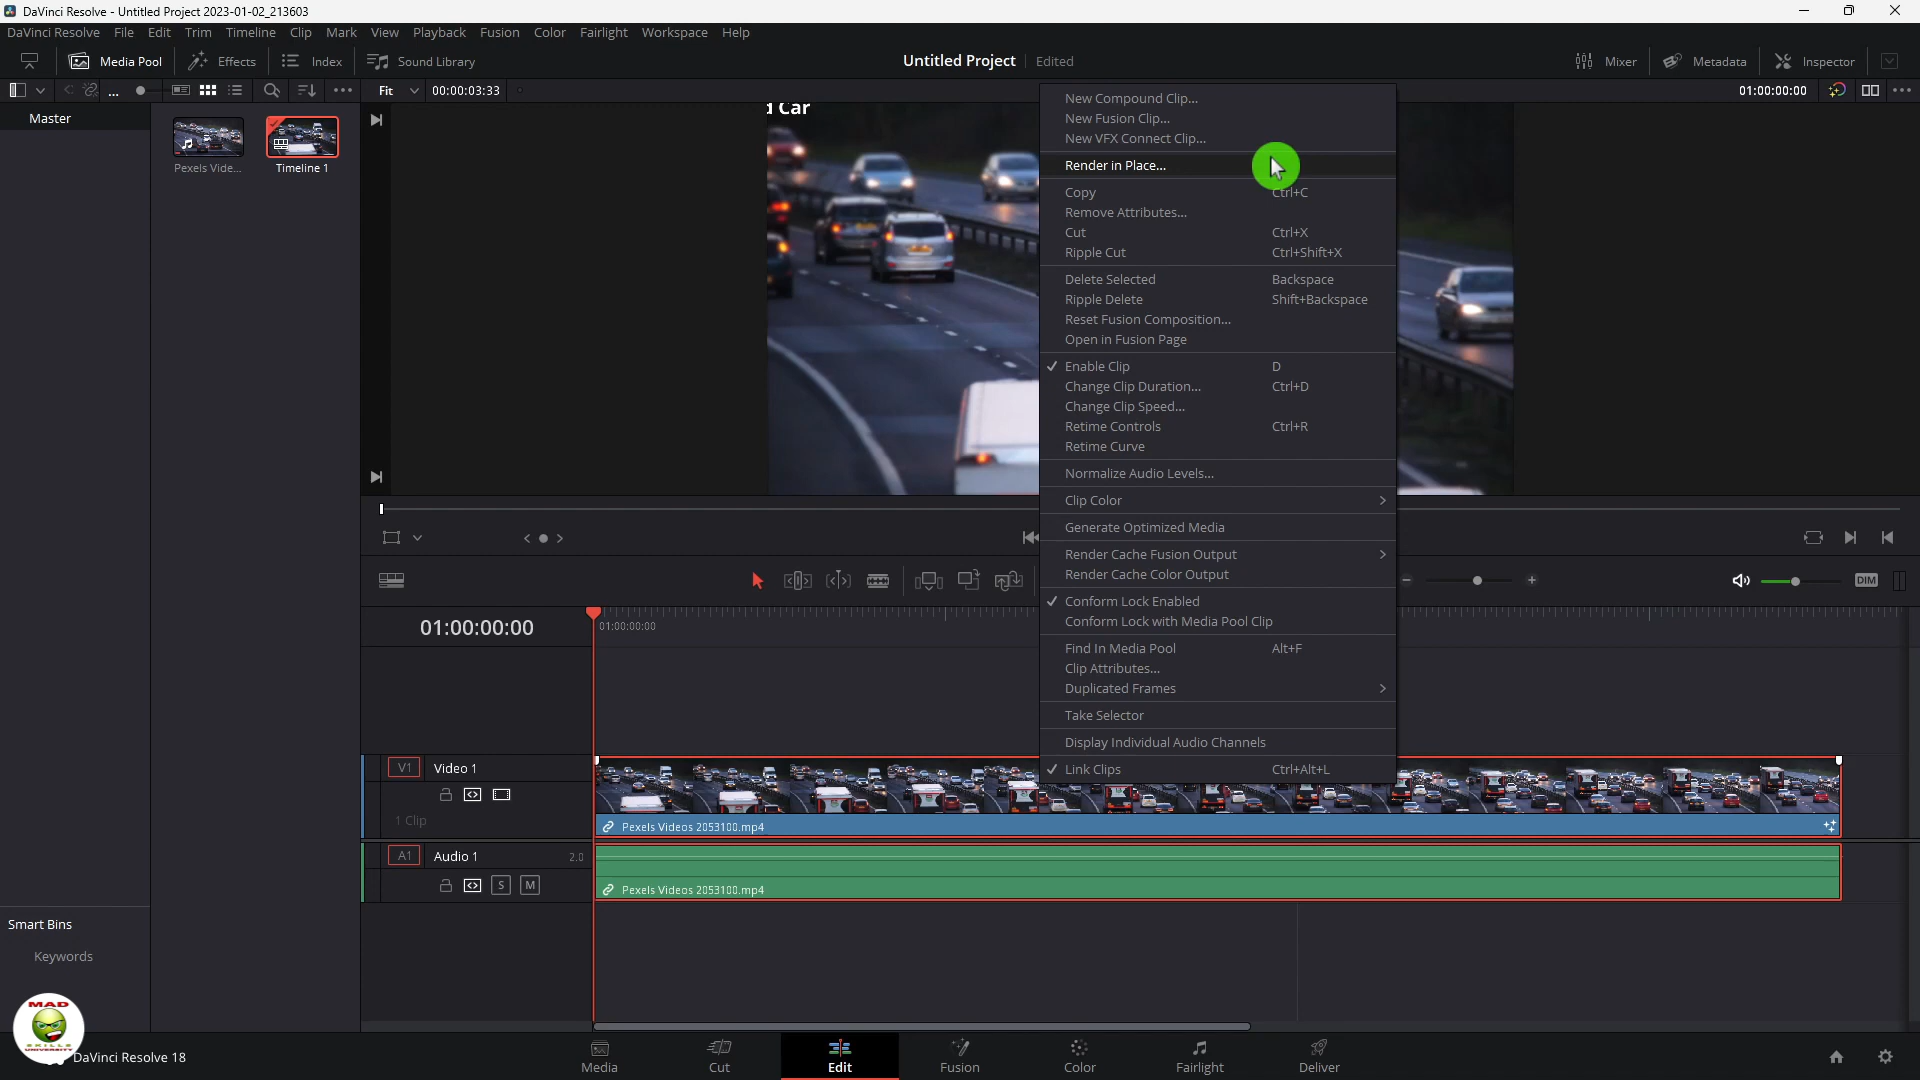 DaVinci Resolve - Untitled Project 2023-01-02_213603
DaVinci Resolve File Edit Trim Timeline Clip Mark View Playback Fusion Color Fairlight Workspace Help
Media Pool Effects Index Sound Library
Untitled Project Edited
Mixer Metadata Inspector
...
Fit 00:00:03:33
01:00:00:00
Master
Pexels Vide...
Timeline 1
d Car
New Compound Clip...
New Fusion Clip...
New VFX Connect Clip...
Render in Place...
Copy Ctrl+C
Remove Attributes...
Cut Ctrl+X
Ripple Cut Ctrl+Shift+X
Delete Selected Backspace
Ripple Delete Shift+Backspace
Reset Fusion Composition...
Open in Fusion Page
Enable Clip D
Change Clip Duration... Ctrl+D
Change Clip Speed...
Retime Controls Ctrl+R
Retime Curve
Normalize Audio Levels...
Clip Color
Generate Optimized Media
Render Cache Fusion Output
Render Cache Color Output
Conform Lock Enabled
Conform Lock with Media Pool Clip
Find In Media Pool Alt+F
Clip Attributes...
Duplicated Frames
Take Selector
Display Individual Audio Channels
Link Clips Ctrl+Alt+L
DIM
01:00:00:00
01:00:00:00
V1 Video 1
1 Clip
Pexels Videos 2053100.mp4
A1 Audio 1 2.0
S M
Pexels Videos 2053100.mp4
Smart Bins
Keywords
MAD
SKILLS
UNIVERSITY
DaVinci Resolve 18
Media Cut Edit Fusion Color Fairlight Deliver